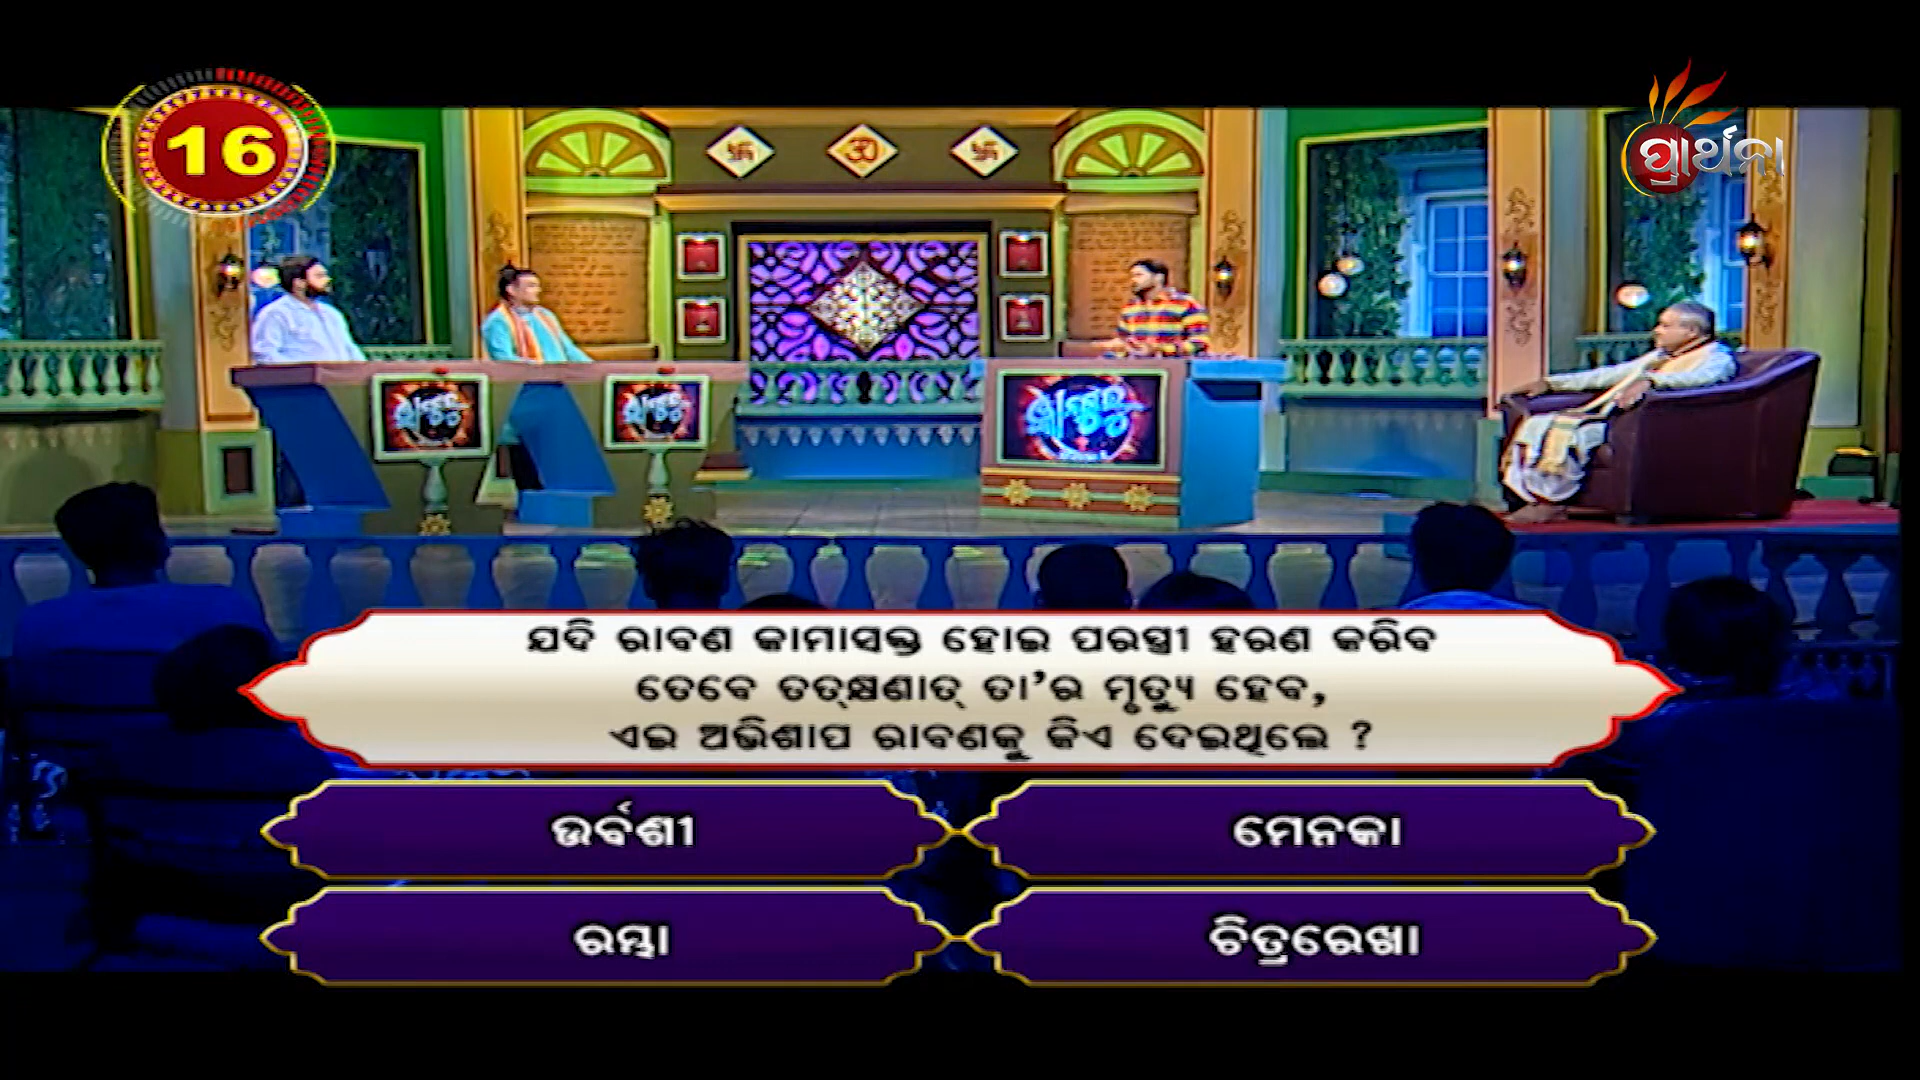 16
ପ୍ରାର୍ଥନା
ଯଦି ରାବଣ କାମାସକ୍ତ ହୋଇ ପରସ୍ତ୍ରୀ ହରଣ କରିବ
ତେବେ ତତ୍‌କ୍ଷଣାତ୍ ତା’ର ମୃତ୍ୟୁ ହେବ,
ଏଇ ଅଭିଶାପ ରାବଣକୁ କିଏ ଦେଇଥିଲେ ?
ଉର୍ବଶୀ
ମେନକା
ରମ୍ଭା
ଚିତ୍ରରେଖା